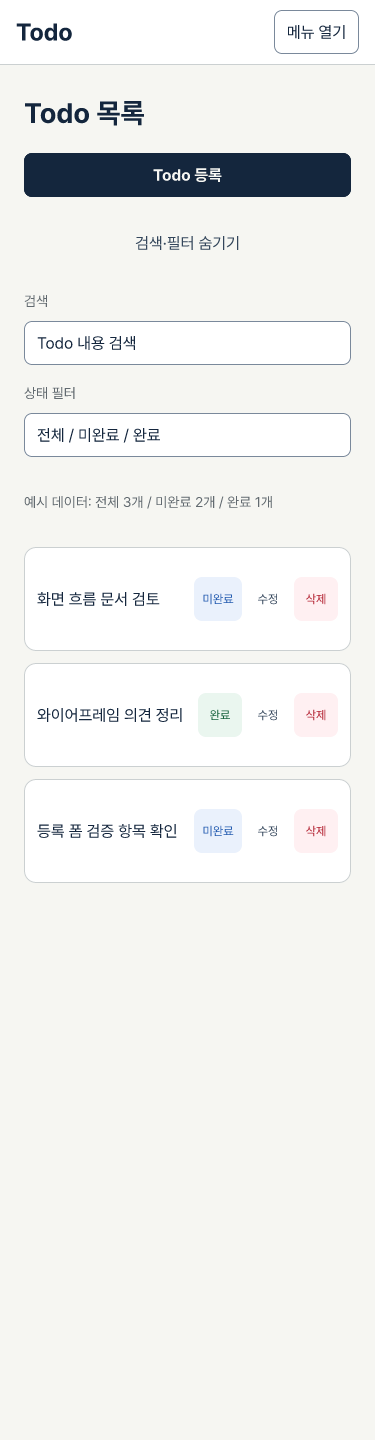 Todo
메뉴 열기
Todo 목록
Todo 등록
검색·필터 숨기기
검색
Todo 내용 검색
상태 필터
전체 / 미완료 / 완료
예시 데이터: 전체 3개 / 미완료 2개 / 완료 1개
화면 흐름 문서 검토 미완료 수정 삭제
와이어프레임 의견 정리 완료 수정 삭제
등록 폼 검증 항목 확인 미완료 수정 삭제